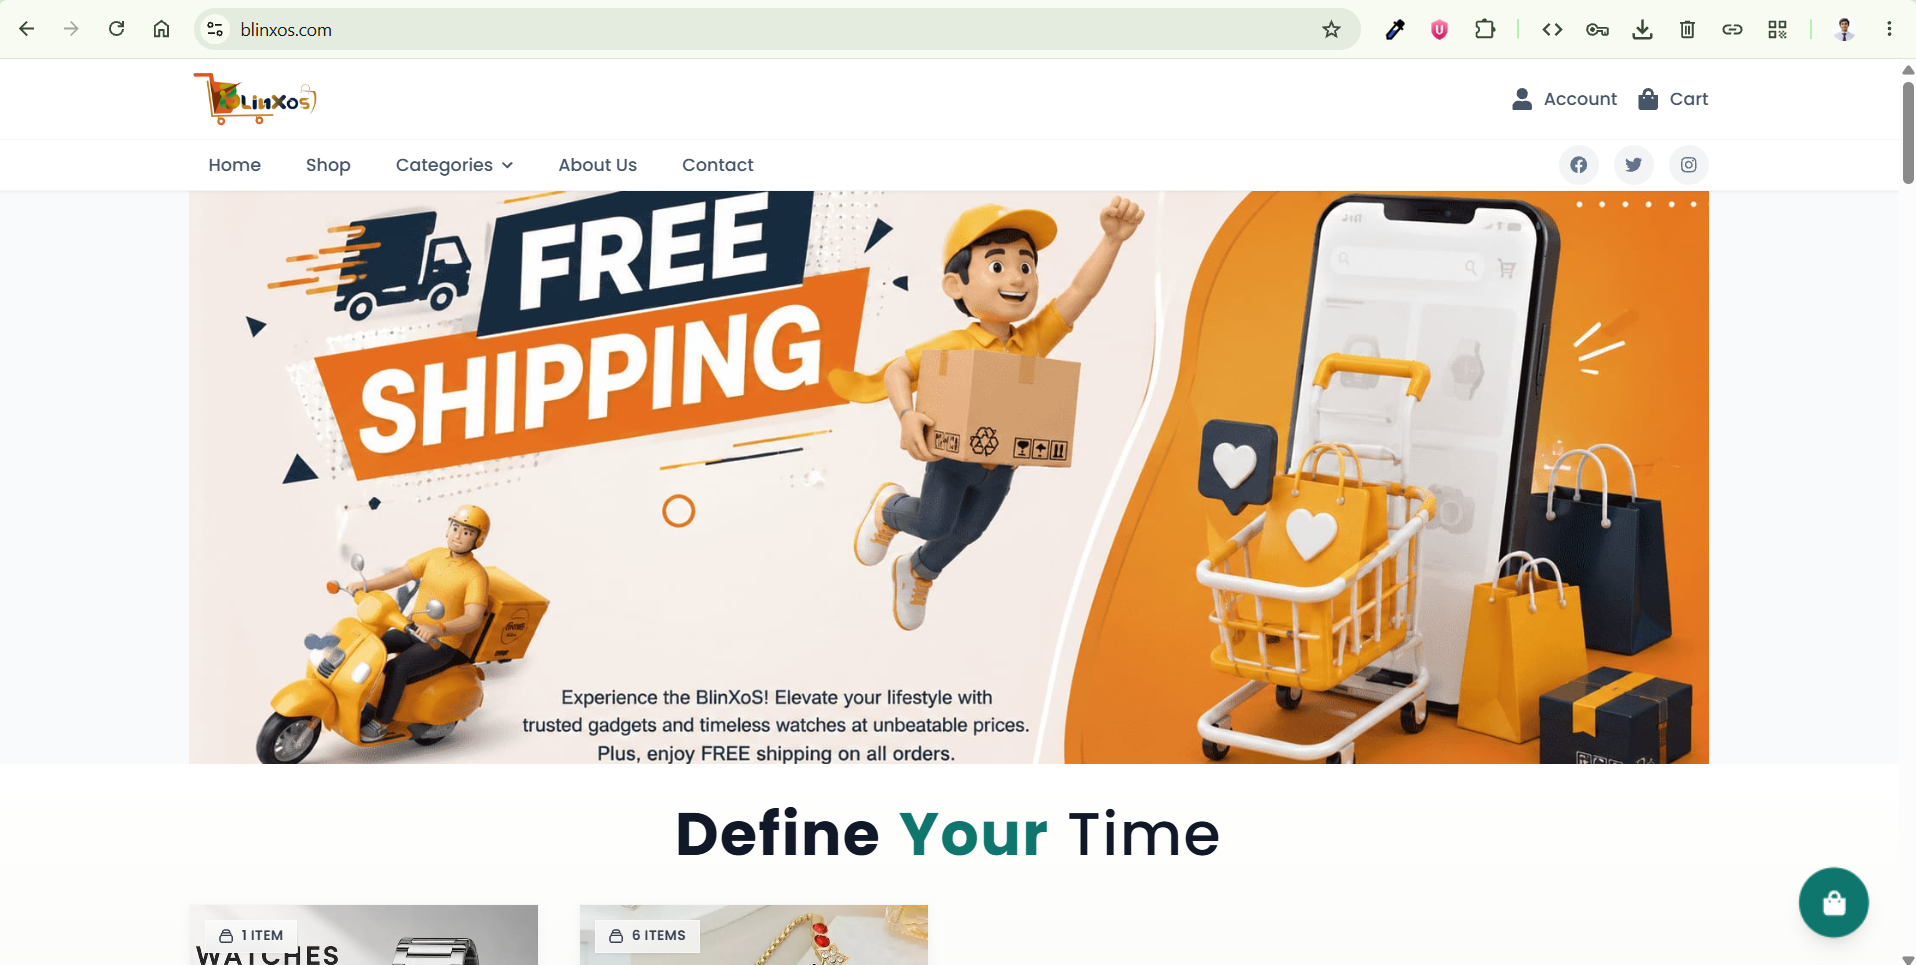 blinxos.com
BLinXoS
Account
Cart
Home
Shop
Categories
About Us
Contact
FREE
SHIPPING
Experience the BlinXoS! Elevate your lifestyle with
trusted gadgets and timeless watches at unbeatable prices.
Plus, enjoy FREE shipping on all orders.
Define Your Time
1 ITEM
WATCHES
6 ITEMS